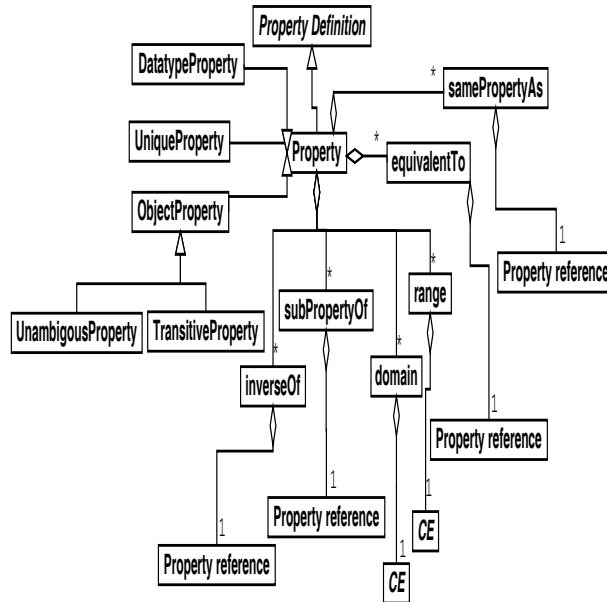 Property Definition
DatatypeProperty
*
samePropertyAs
UniqueProperty
Property
*
equivalentTo
ObjectProperty
1
Property reference
*
*
range
subPropertyOf
UnambigousProperty
TransitiveProperty
*
*
inverseOf
domain
1
Property reference
1
1
Property reference
CE
1
Property reference
1
CE